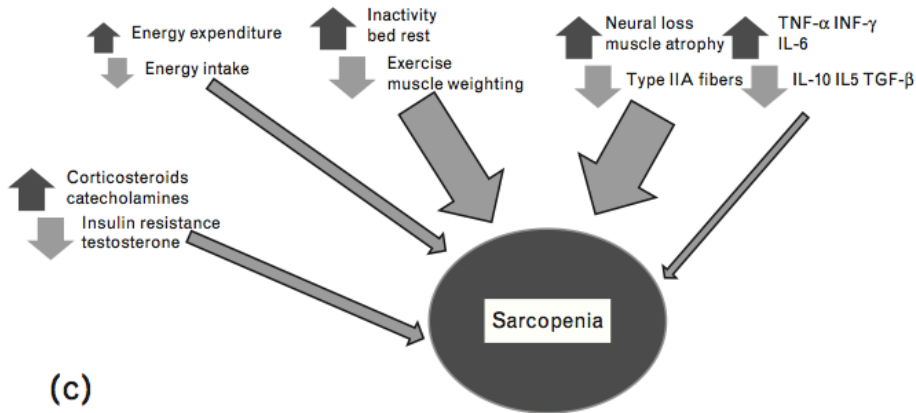 Energy expenditure
Energy intake
Inactivity
bed rest
Exercise
muscle weighting
Neural loss
muscle atrophy
Type IIA fibers
TNF-α INF-γ
IL-6
IL-10 IL5 TGF-β
Corticosteroids
catecholamines
Insulin resistance
testosterone
Sarcopenia
(c)